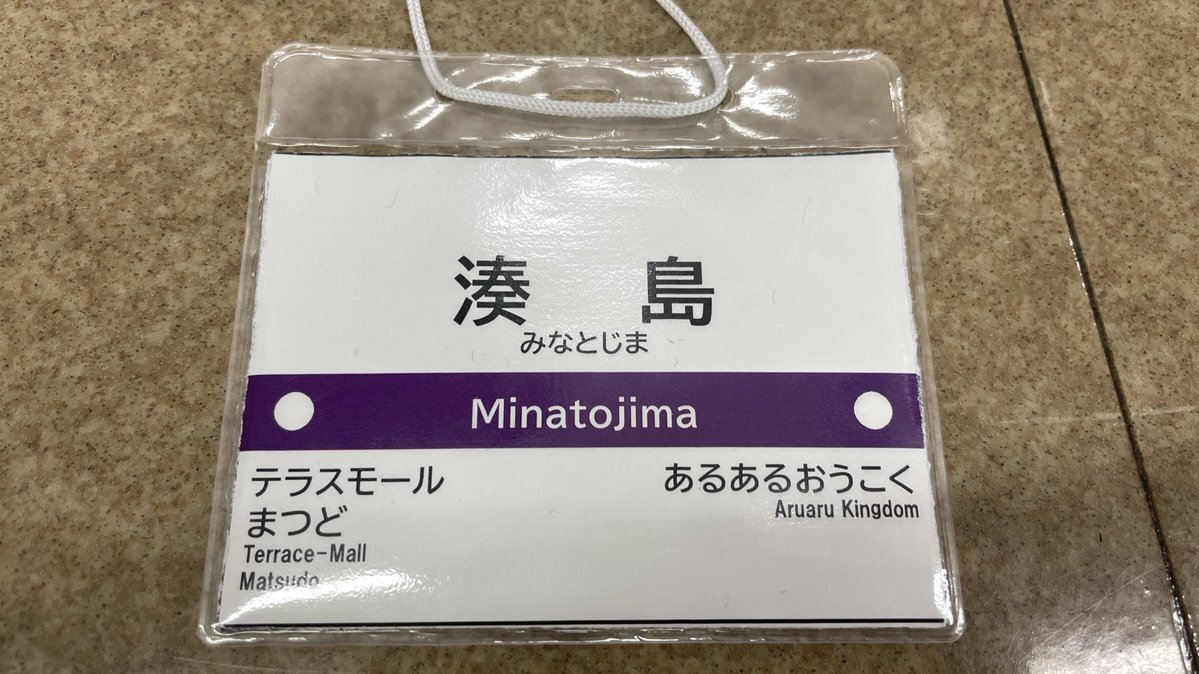 湊 島
みなとじま
Minatojima
テラスモール
まつど
Terrace-Mall
Matsudo
あるあるおうこく
Aruaru Kingdom